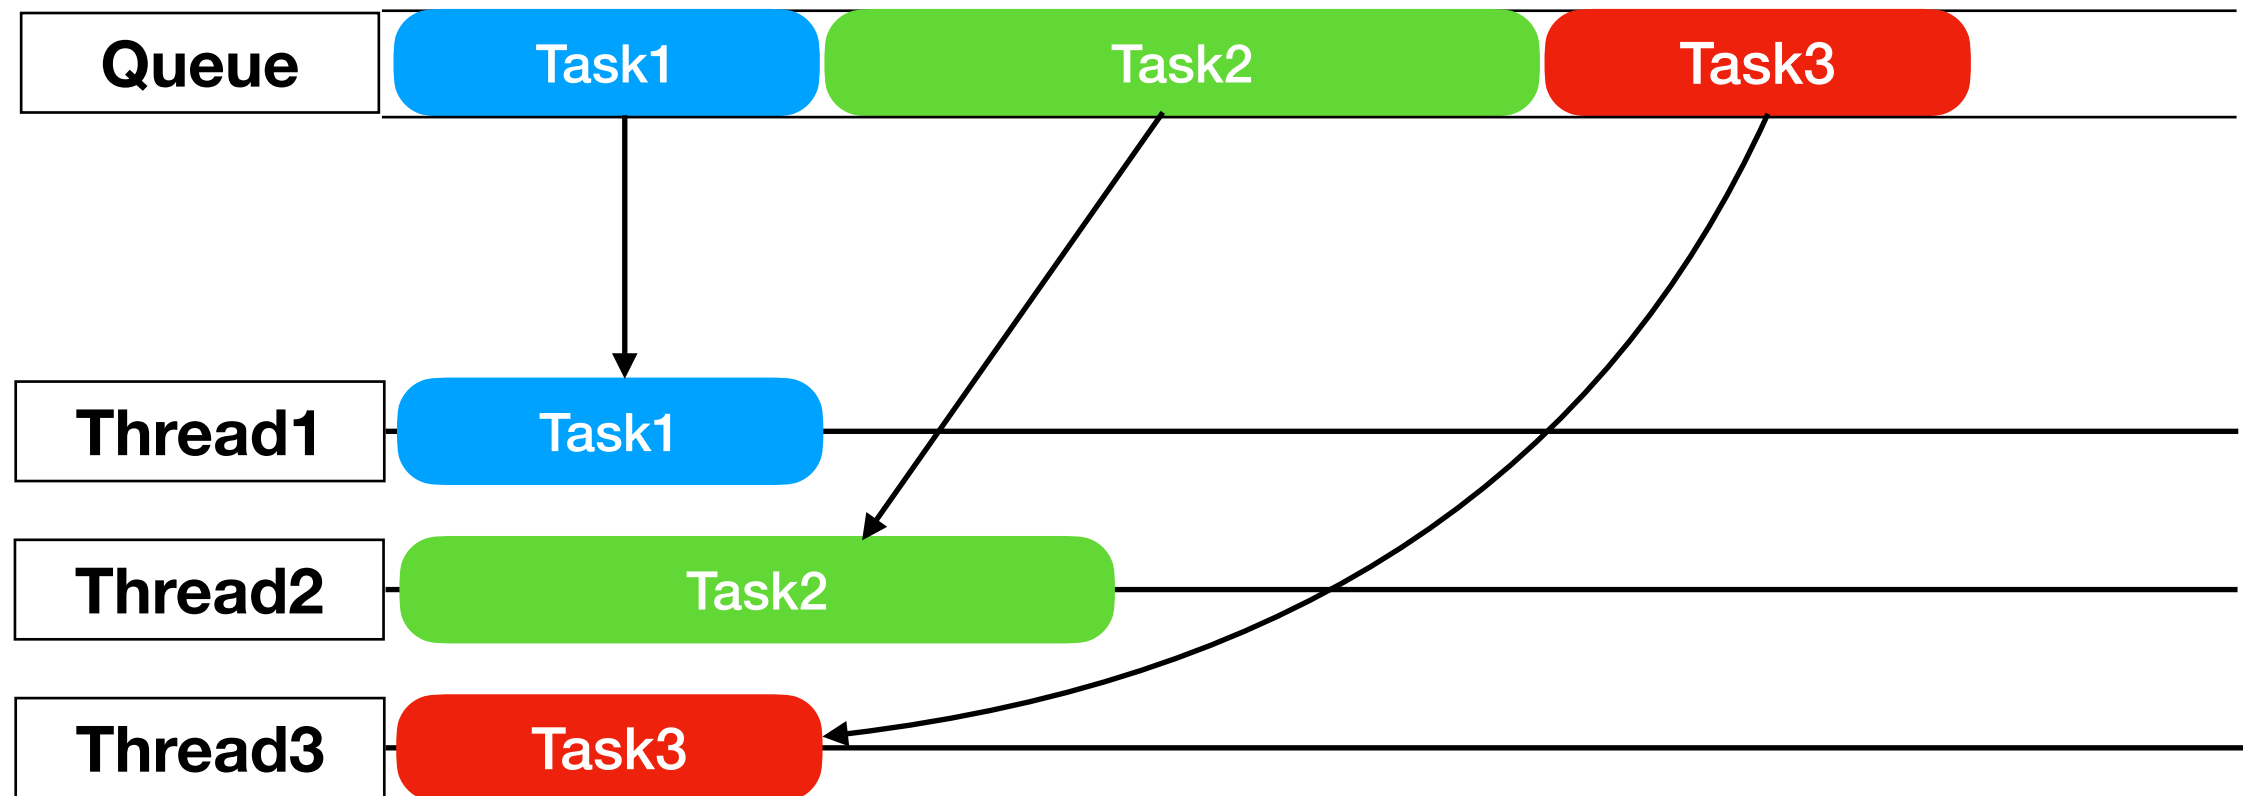 Queue
Task1
Task2
Task3
Thread1
Task1
Thread2
Task2
Thread3
Task3